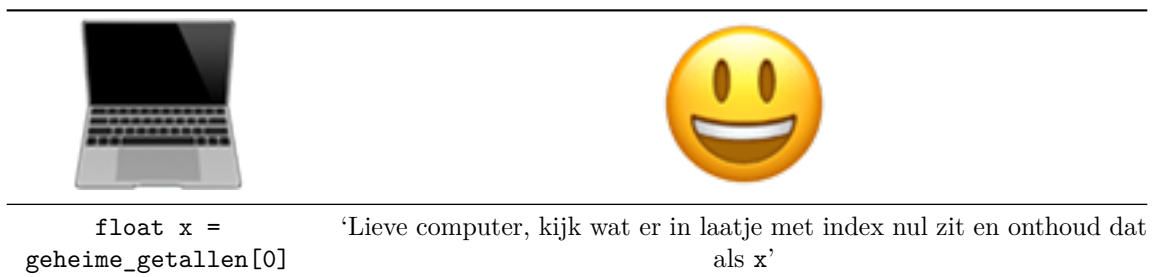 float x =
geheime_getallen[0]
‘Lieve computer, kijk wat er in laatje met index nul zit en onthoud dat
als x’